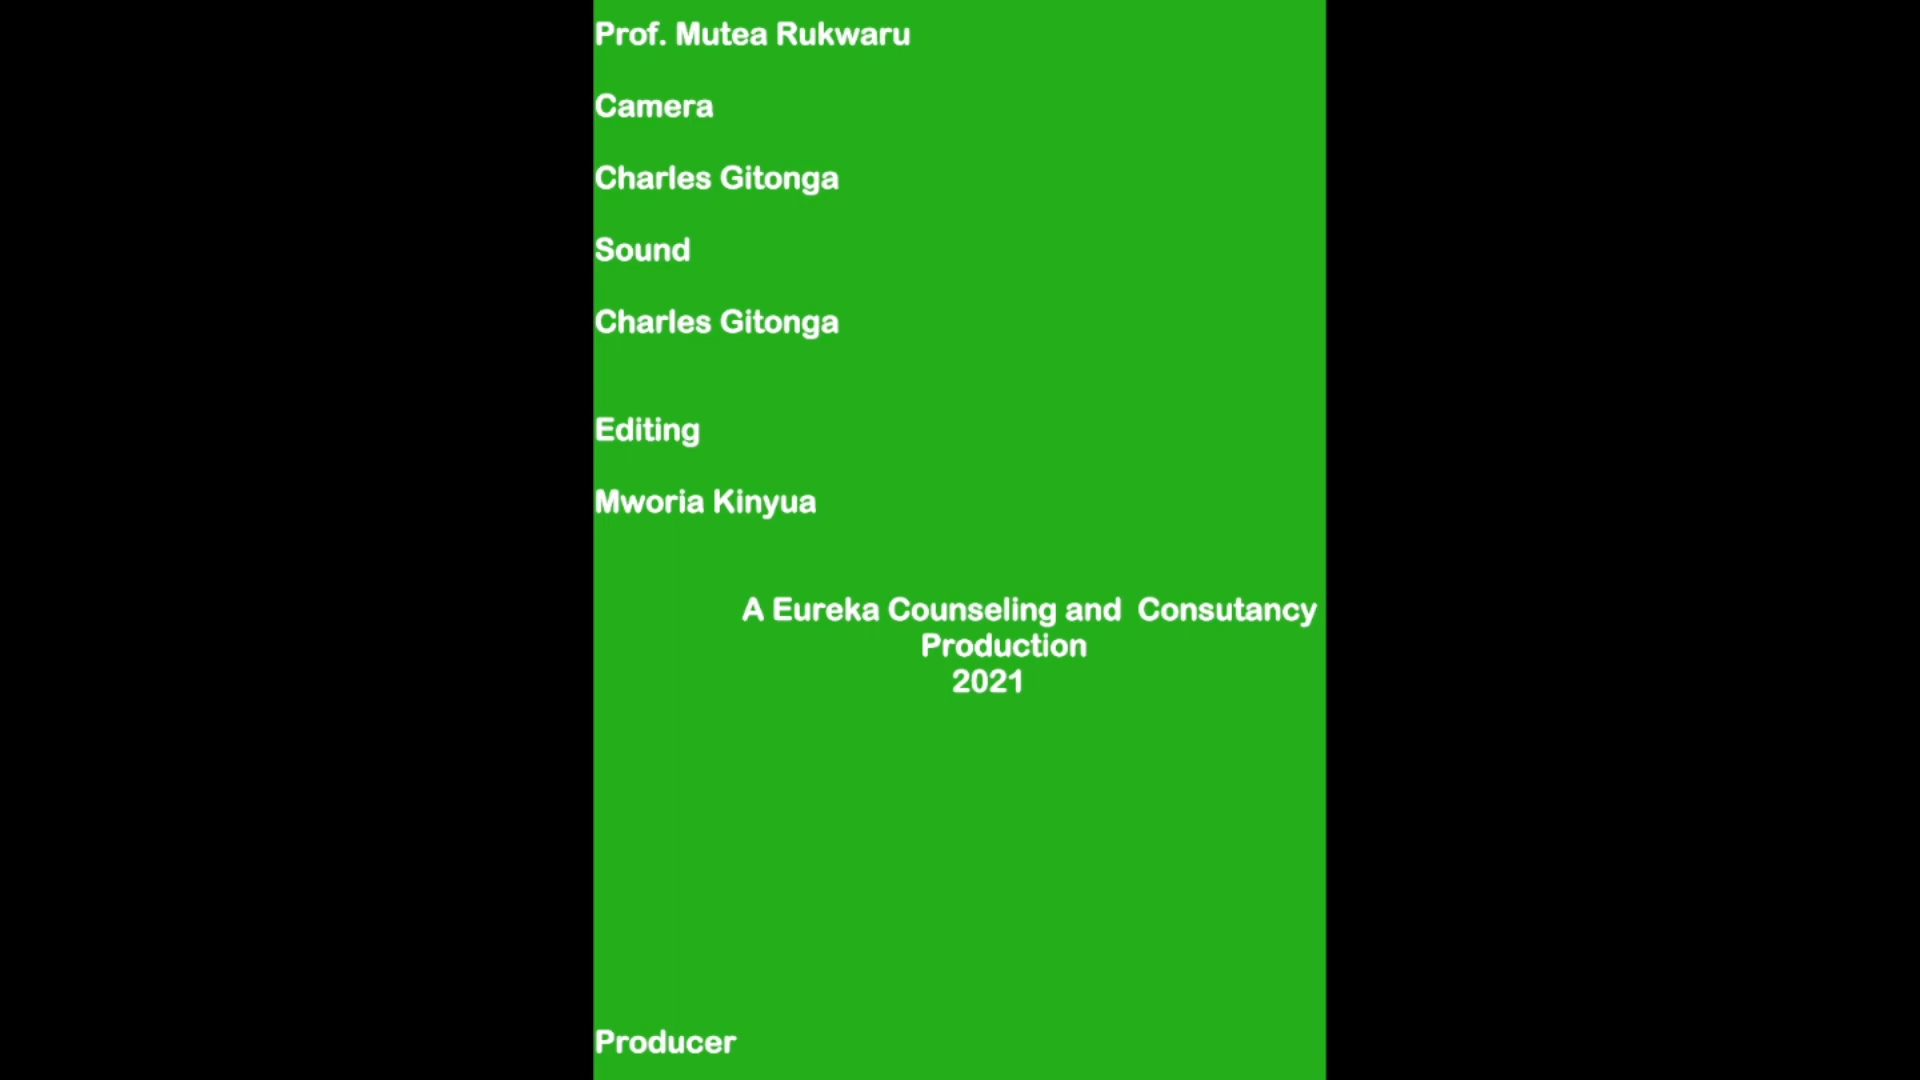 Prof. Mutea Rukwaru
Camera
Charles Gitonga
Sound
Charles Gitonga
Editing
Mworia Kinyua
A Eureka Counseling and  Consutancy
Production
2021
Producer